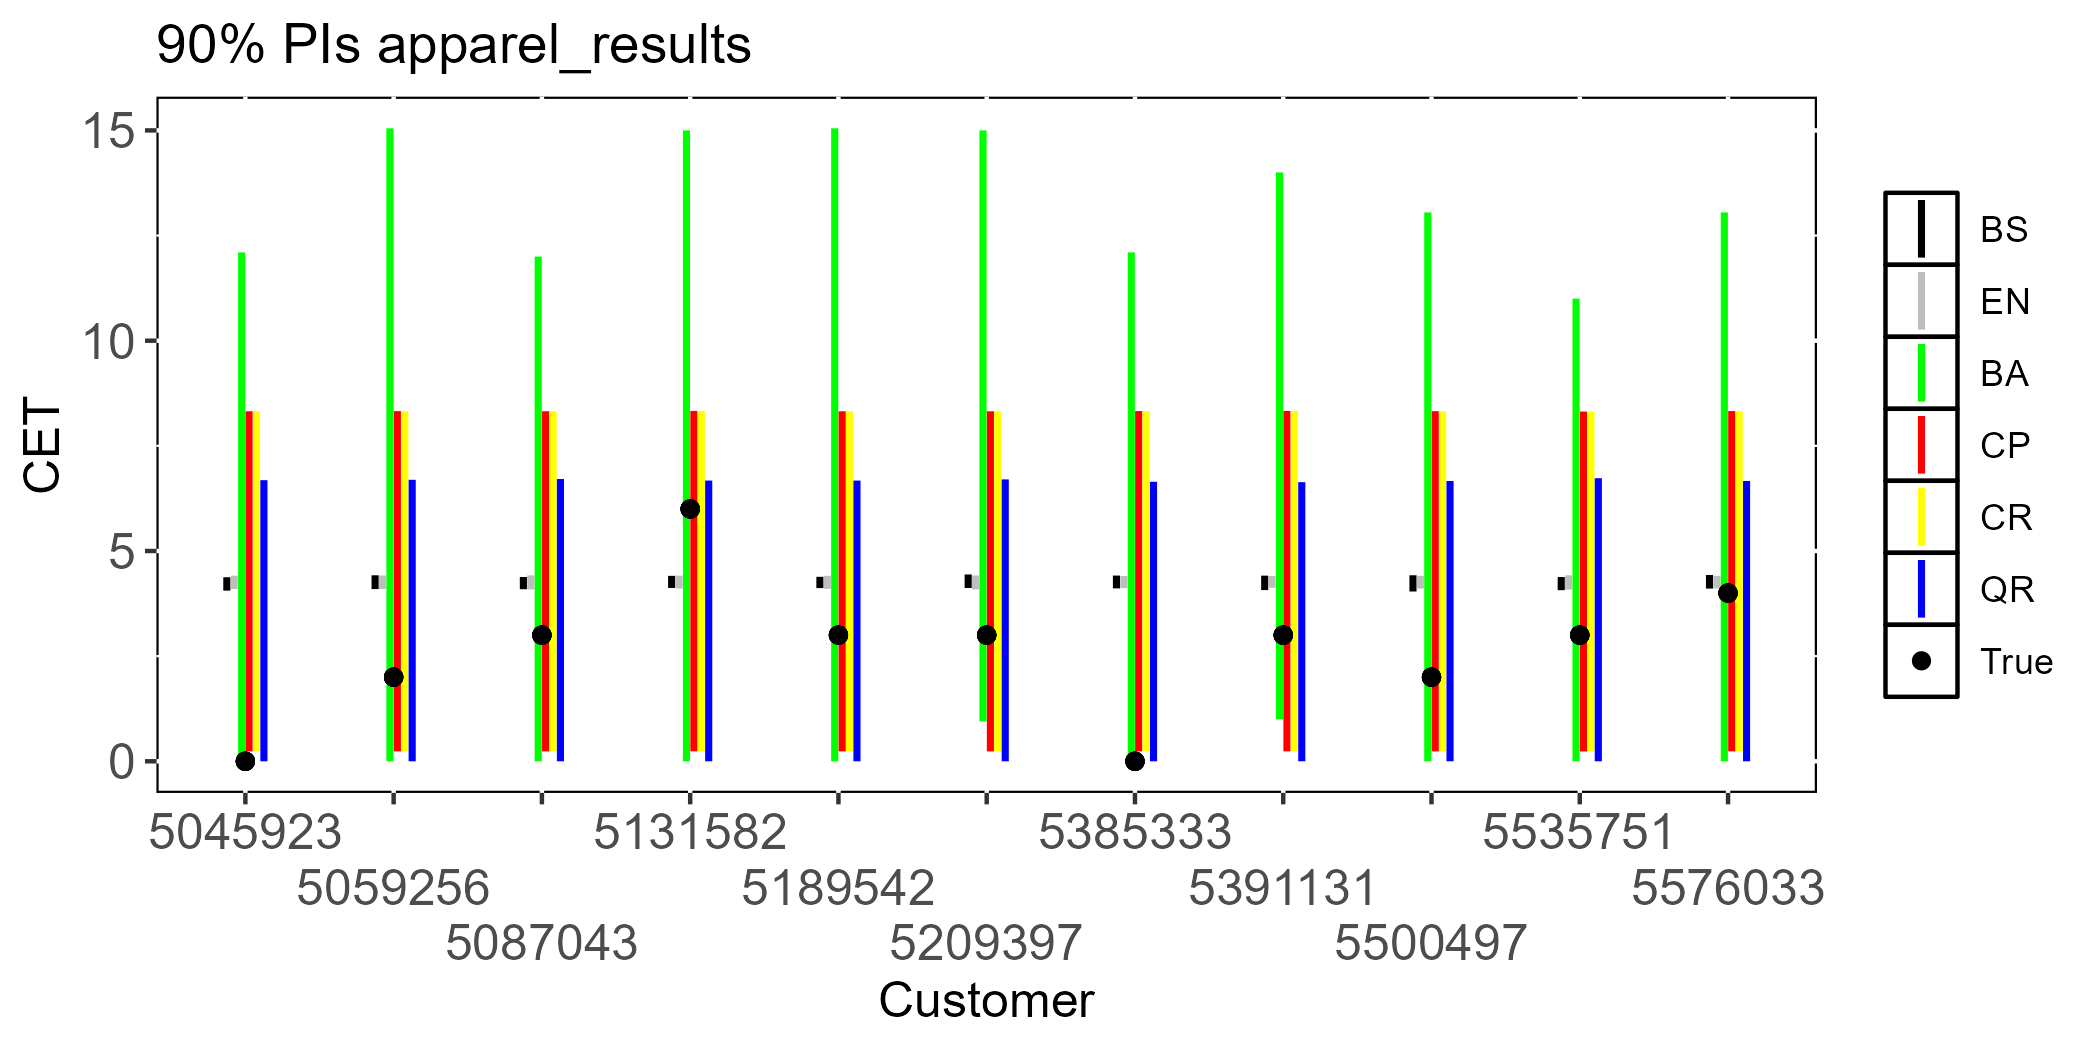 90% PIs apparel_results
15
10
5
0
CET
5045923
5131582
5385333
5535751
5059256
5189542
5391131
5576033
5087043
5209397
5500497
Customer
BS
EN
BA
CP
CR
QR
True